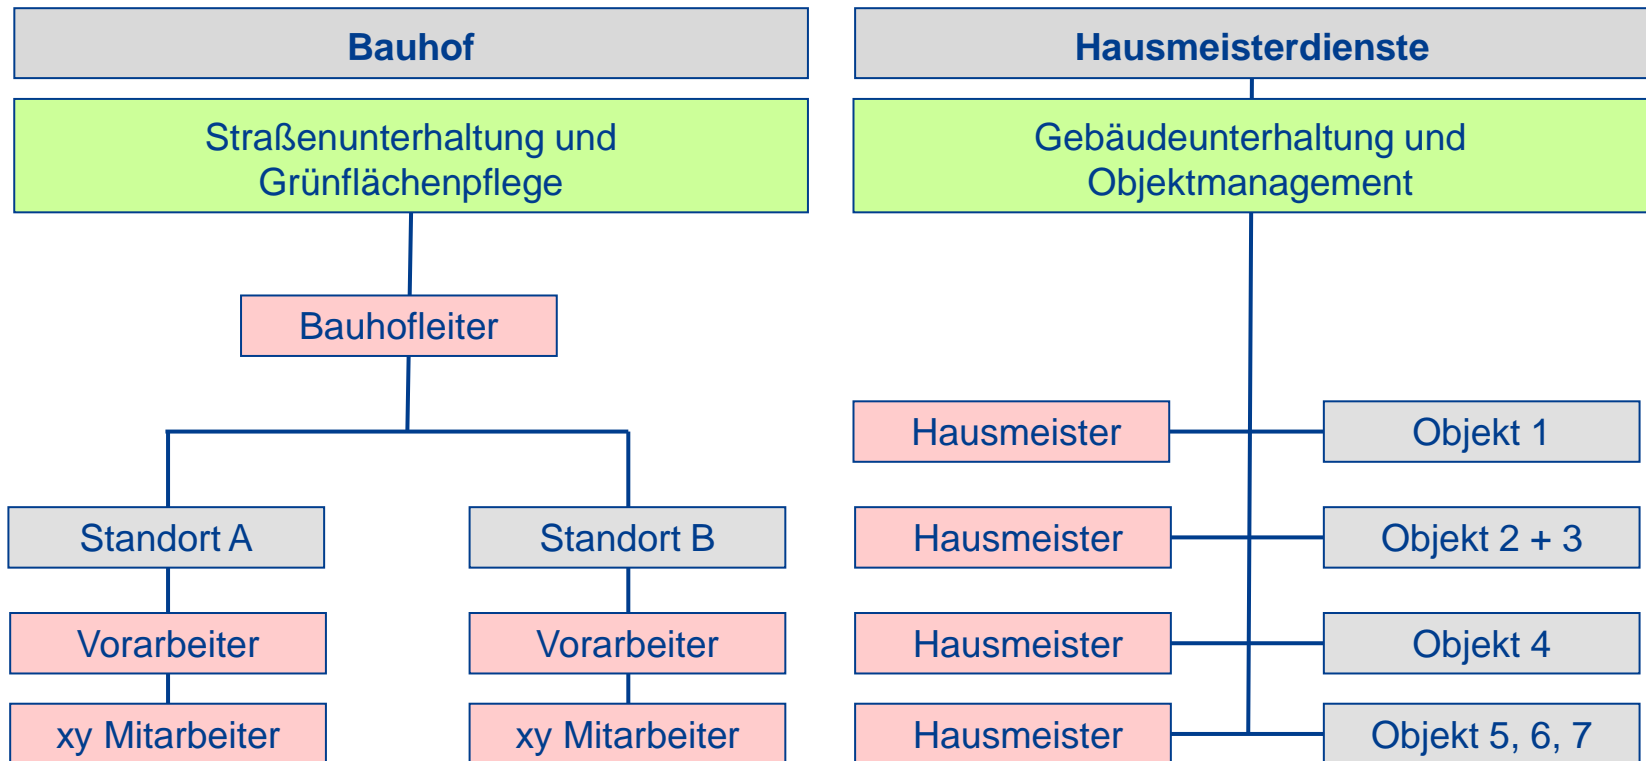 Bauhof
Straßenunterhaltung und
Grünflächenpflege
Bauhofleiter
Standort A
Standort B
Vorarbeiter
Vorarbeiter
xy Mitarbeiter
xy Mitarbeiter
Hausmeisterdienste
Gebäudeunterhaltung und
Objektmanagement
Hausmeister
Objekt 1
Hausmeister
Objekt 2 + 3
Hausmeister
Objekt 4
Hausmeister
Objekt 5, 6, 7